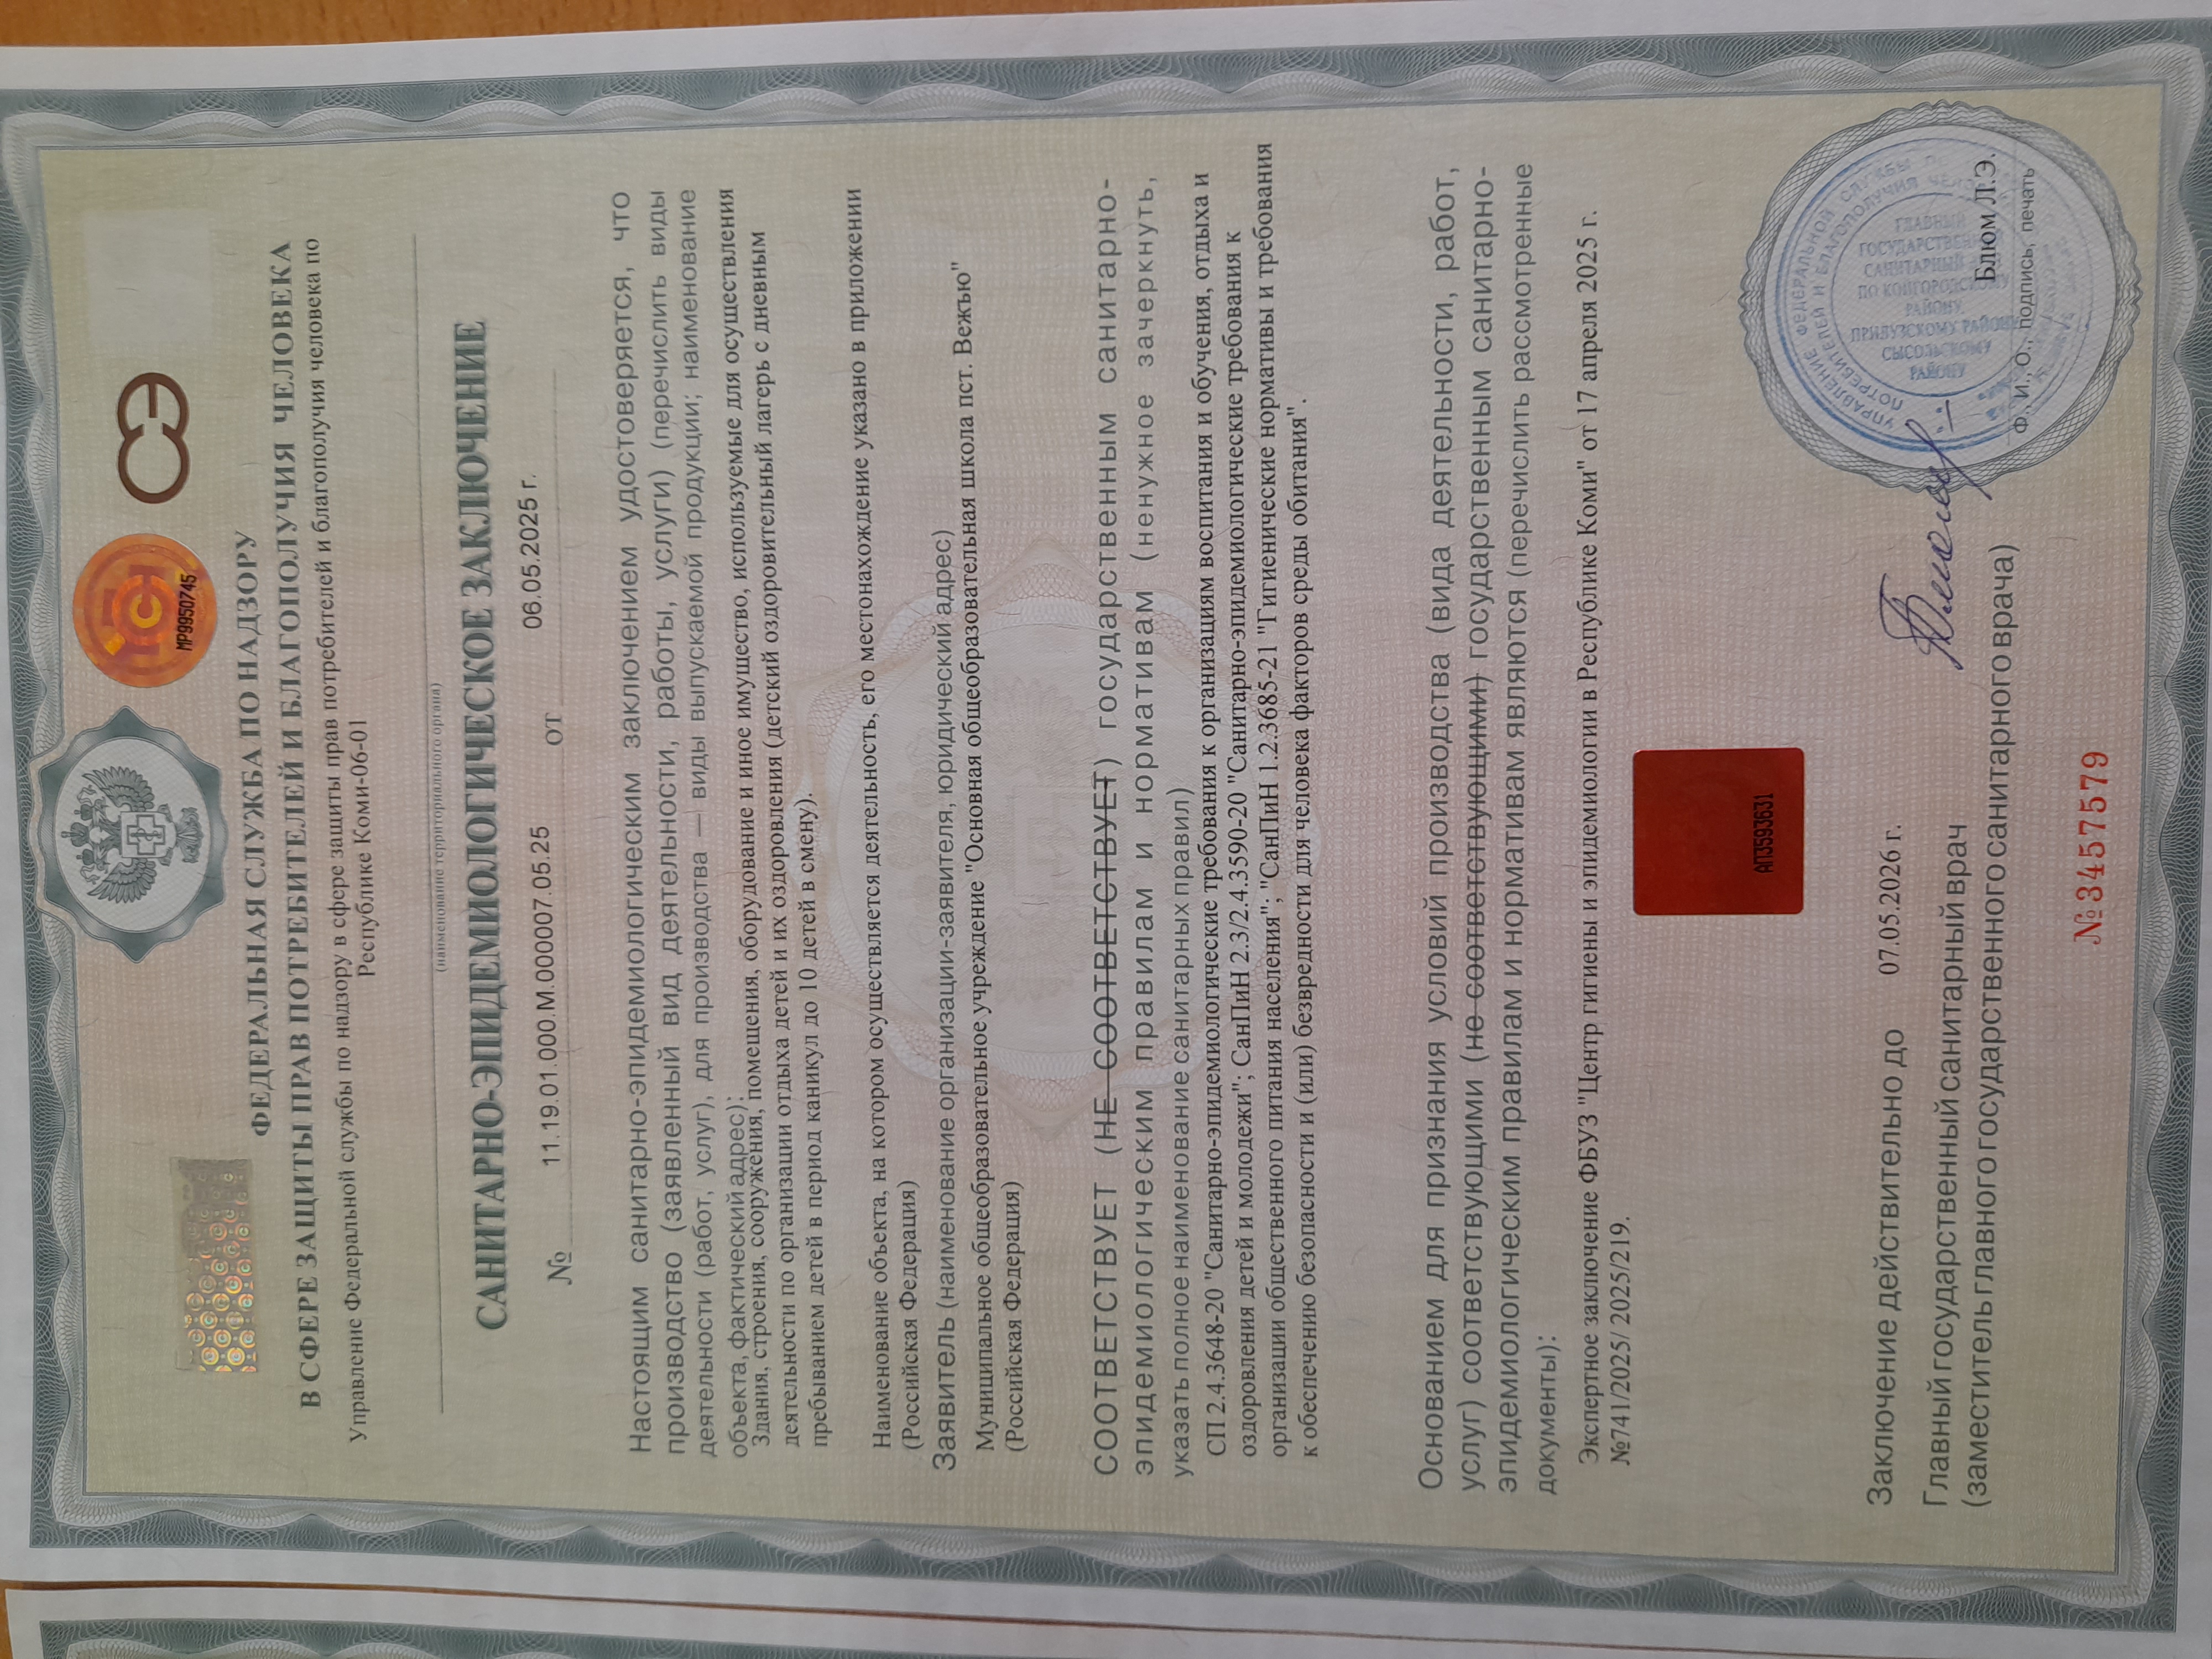 МР9950745
СЭ
ФЕДЕРАЛЬНАЯ СЛУЖБА ПО НАДЗОРУ
В СФЕРЕ ЗАЩИТЫ ПРАВ ПОТРЕБИТЕЛЕЙ И БЛАГОПОЛУЧИЯ ЧЕЛОВЕКА
Управление Федеральной службы по надзору в сфере защиты прав потребителей и благополучия человека по
Республике Коми-06-01
(наименование территориального органа)
САНИТАРНО-ЭПИДЕМИОЛОГИЧЕСКОЕ ЗАКЛЮЧЕНИЕ
№ 11.19.01.000.М.000007.05.25 ОТ 06.05.2025 г.
Настоящим санитарно-эпидемиологическим заключением удостоверяется, что
производство (заявленный вид деятельности, работы, услуги) (перечислить виды
деятельности (работ, услуг), для производства — виды выпускаемой продукции; наименование
объекта, фактический адрес):
Здания, строения, сооружения, помещения, оборудование и иное имущество, используемые для осуществления
деятельности по организации отдыха детей и их оздоровления (детский оздоровительный лагерь с дневным
пребыванием детей в период каникул до 10 детей в смену).
Наименование объекта, на котором осуществляется деятельность, его местонахождение указано в приложении
(Российская Федерация)
Заявитель (наименование организации-заявителя, юридический адрес)
Муниципальное общеобразовательное учреждение "Основная общеобразовательная школа пст. Вежъю"
(Российская Федерация)
СООТВЕТСТВУЕТ (НЕ СООТВЕТСТВУЕТ) государственным санитарно-
эпидемиологическим правилам и нормативам (ненужное зачеркнуть,
указать полное наименование санитарных правил)
СП 2.4.3648-20 "Санитарно-эпидемиологические требования к организациям воспитания и обучения, отдыха и
оздоровления детей и молодежи"; СанПиН 2.3/2.4.3590-20 "Санитарно-эпидемиологические требования к
организации общественного питания населения"; "СанПиН 1.2.3685-21 "Гигиенические нормативы и требования
к обеспечению безопасности и (или) безвредности для человека факторов среды обитания".
Основанием для признания условий производства (вида деятельности, работ,
услуг) соответствующими (не соответствующими) государственным санитарно-
эпидемиологическим правилам и нормативам являются (перечислить рассмотренные
документы):
Экспертное заключение ФБУЗ "Центр гигиены и эпидемиологии в Республике Коми" от 17 апреля 2025 г.
№741/2025/ 2025/219.
АП3593631
Заключение действительно до 07.05.2026 г.
Главный государственный санитарный врач
(заместитель главного государственного санитарного врача)
Блюм Л.Э.
Ф., И., О., подпись, печать
УПРАВЛЕНИЕ ФЕДЕРАЛЬНОЙ СЛУЖБЫ
ПОТРЕБИТЕЛЕЙ И БЛАГОПОЛУЧИЯ
ГЛАВНЫЙ
ГОСУДАРСТВЕННЫЙ
САНИТАРНЫЙ
ПО КОЙГОРОДСКОМУ
РАЙОНУ,
ПРИЛУЗСКОМУ РАЙОНУ
СЫСОЛЬСКОМУ
РАЙОНУ
№3457579